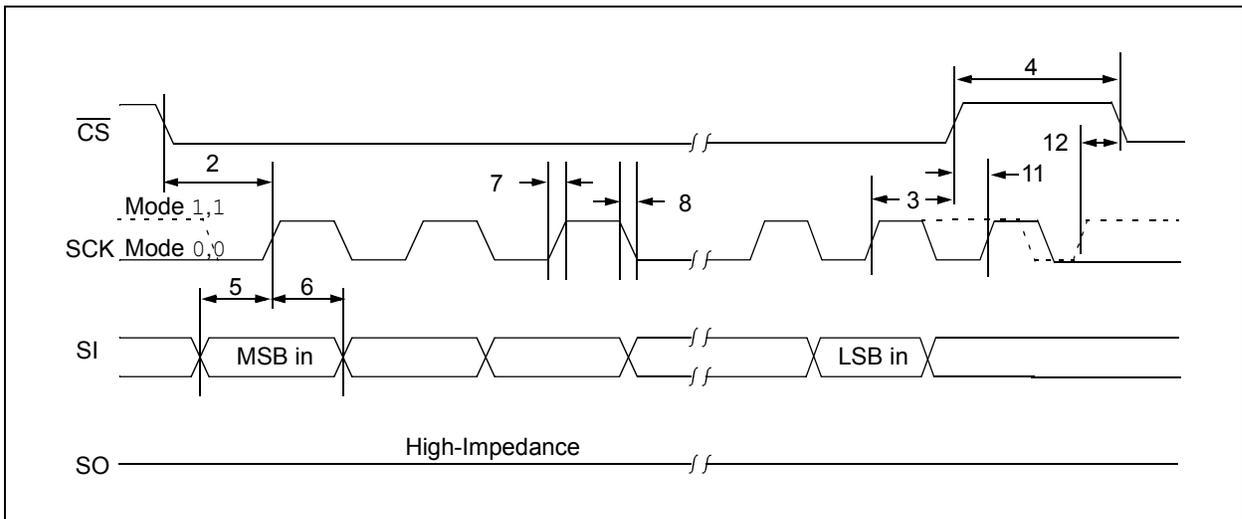 4
CS
12
2
7
8
3
11
Mode 1,1
SCK Mode 0,0
5
6
SI
MSB in
LSB in
High-Impedance
SO